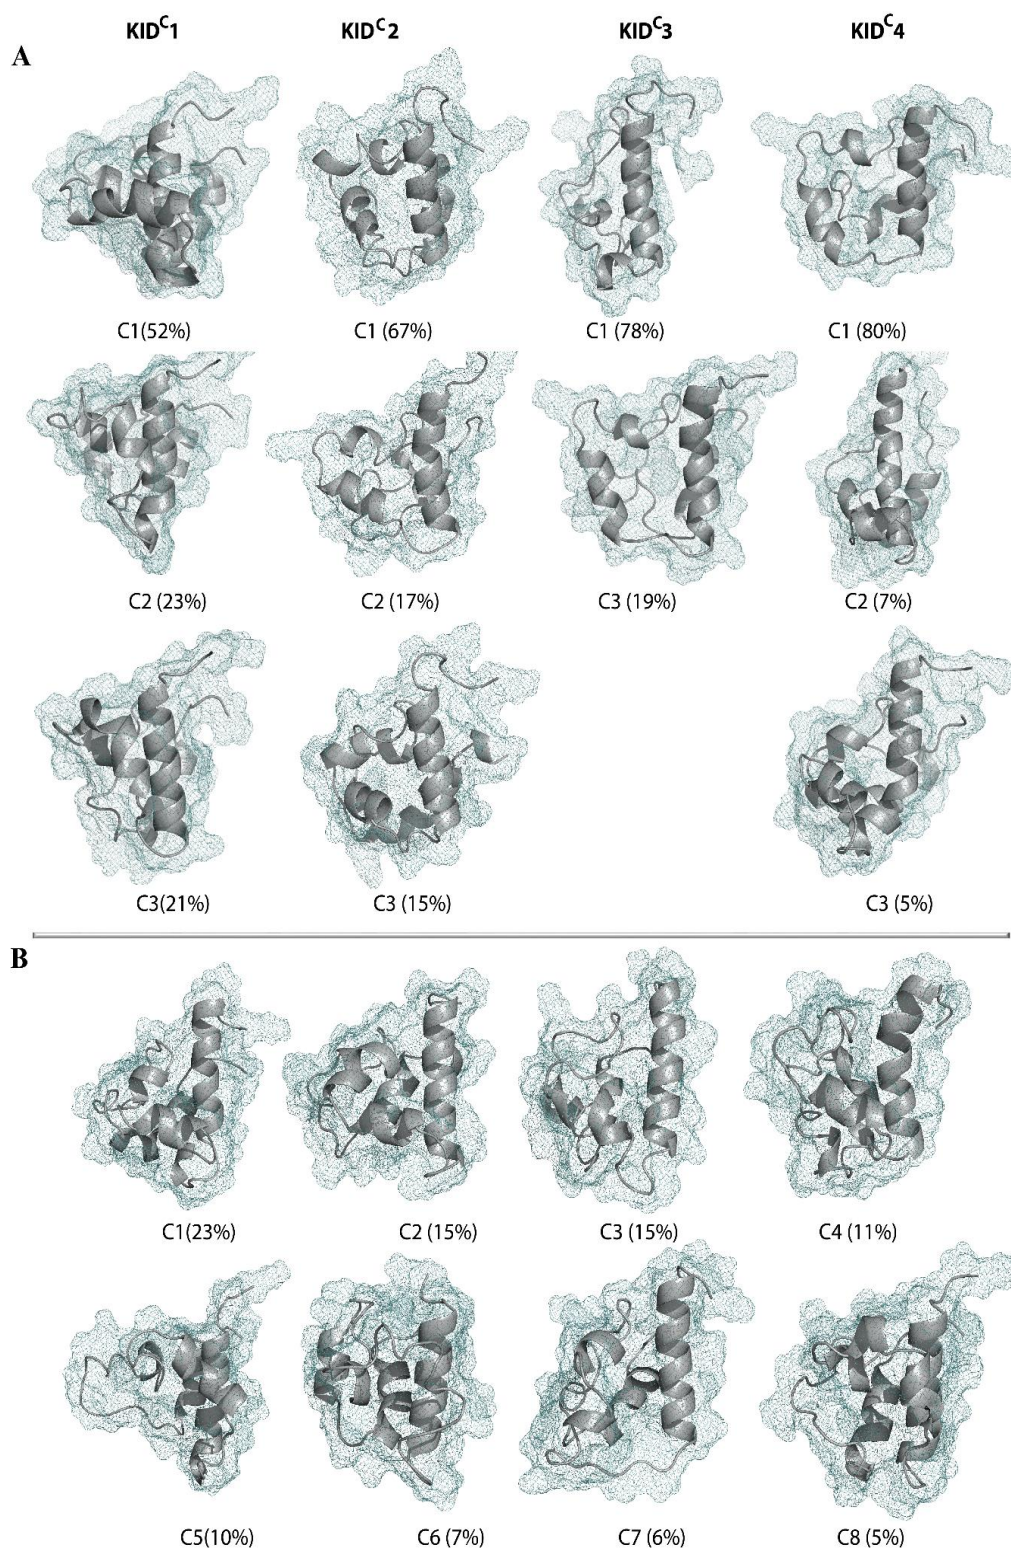 KIDC1 KIDC2 KIDC3 KIDC4
A
C1(52%) C1 (67%) C1 (78%) C1 (80%)
C2 (23%) C2 (17%) C3 (19%) C2 (7%)
C3(21%) C3 (15%) C3 (5%)
B
C1(23%) C2 (15%) C3 (15%) C4 (11%)
C5(10%) C6 (7%) C7 (6%) C8 (5%)